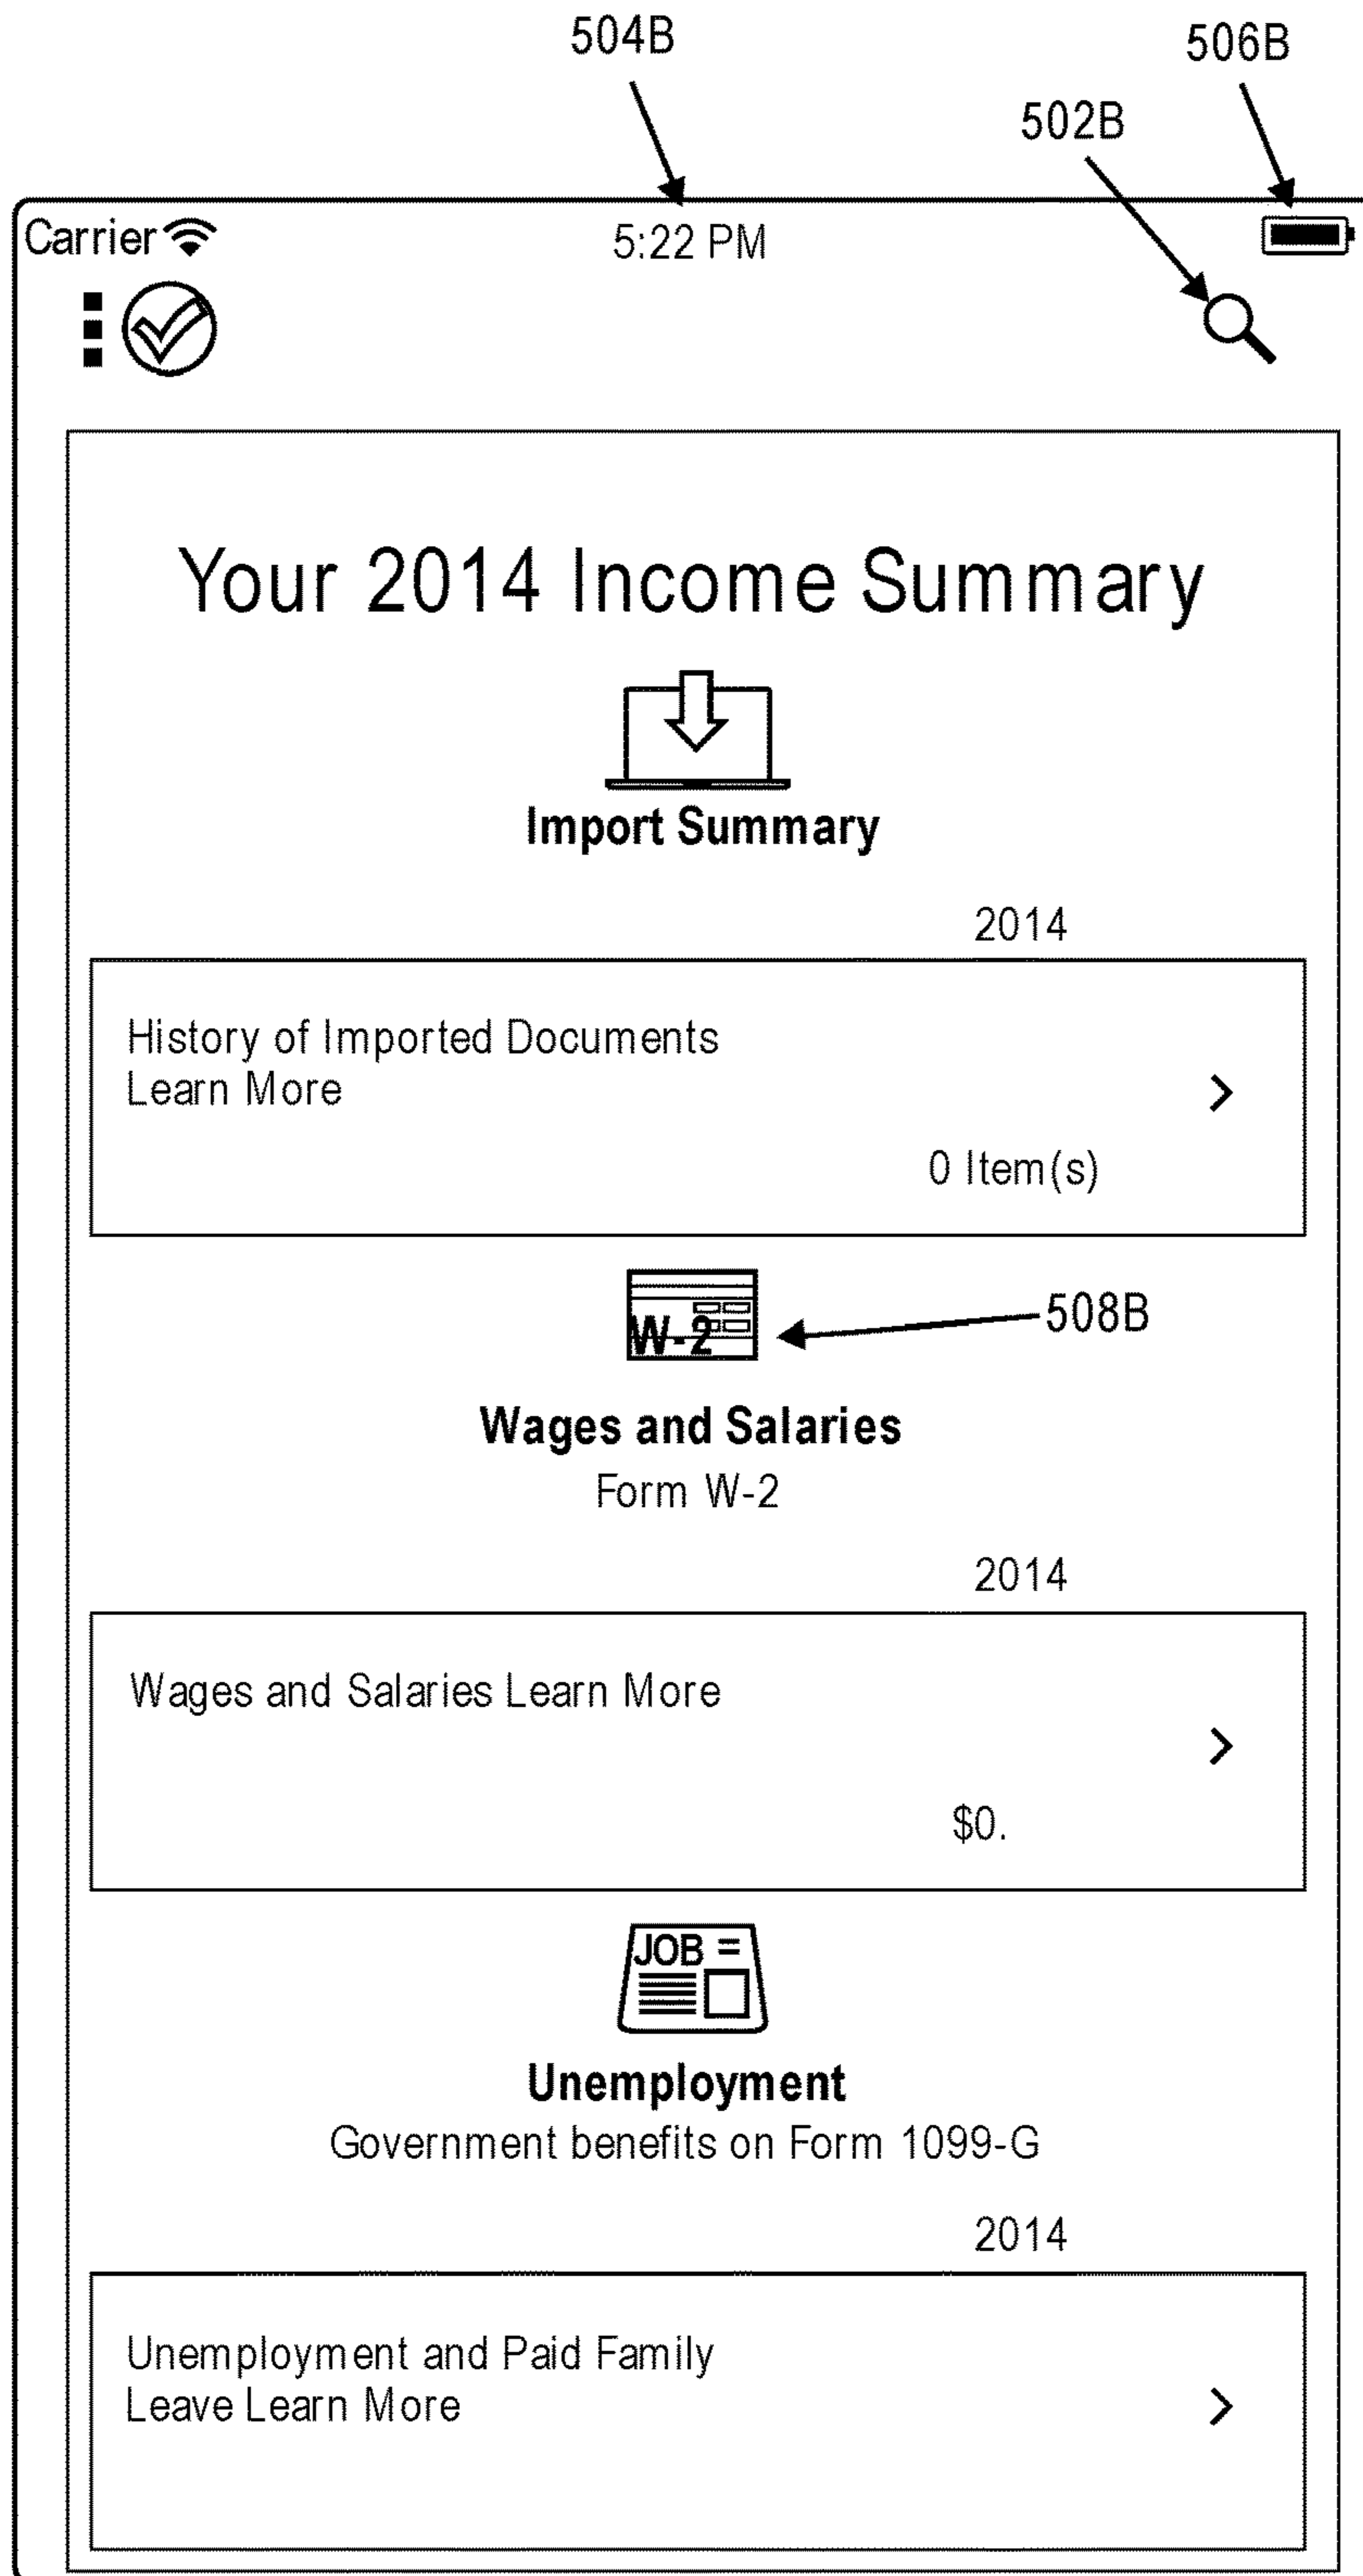 504B
506B
502B
Carrier
5:22 PM
Your 2014 Income Summary
Import Summary
2014
History of Imported Documents
Learn More
0 Item(s)
W-2
508B
Wages and Salaries
Form W-2
2014
Wages and Salaries Learn More
$0.
JOB =
Unemployment
Government benefits on Form 1099-G
2014
Unemployment and Paid Family
Leave Learn More